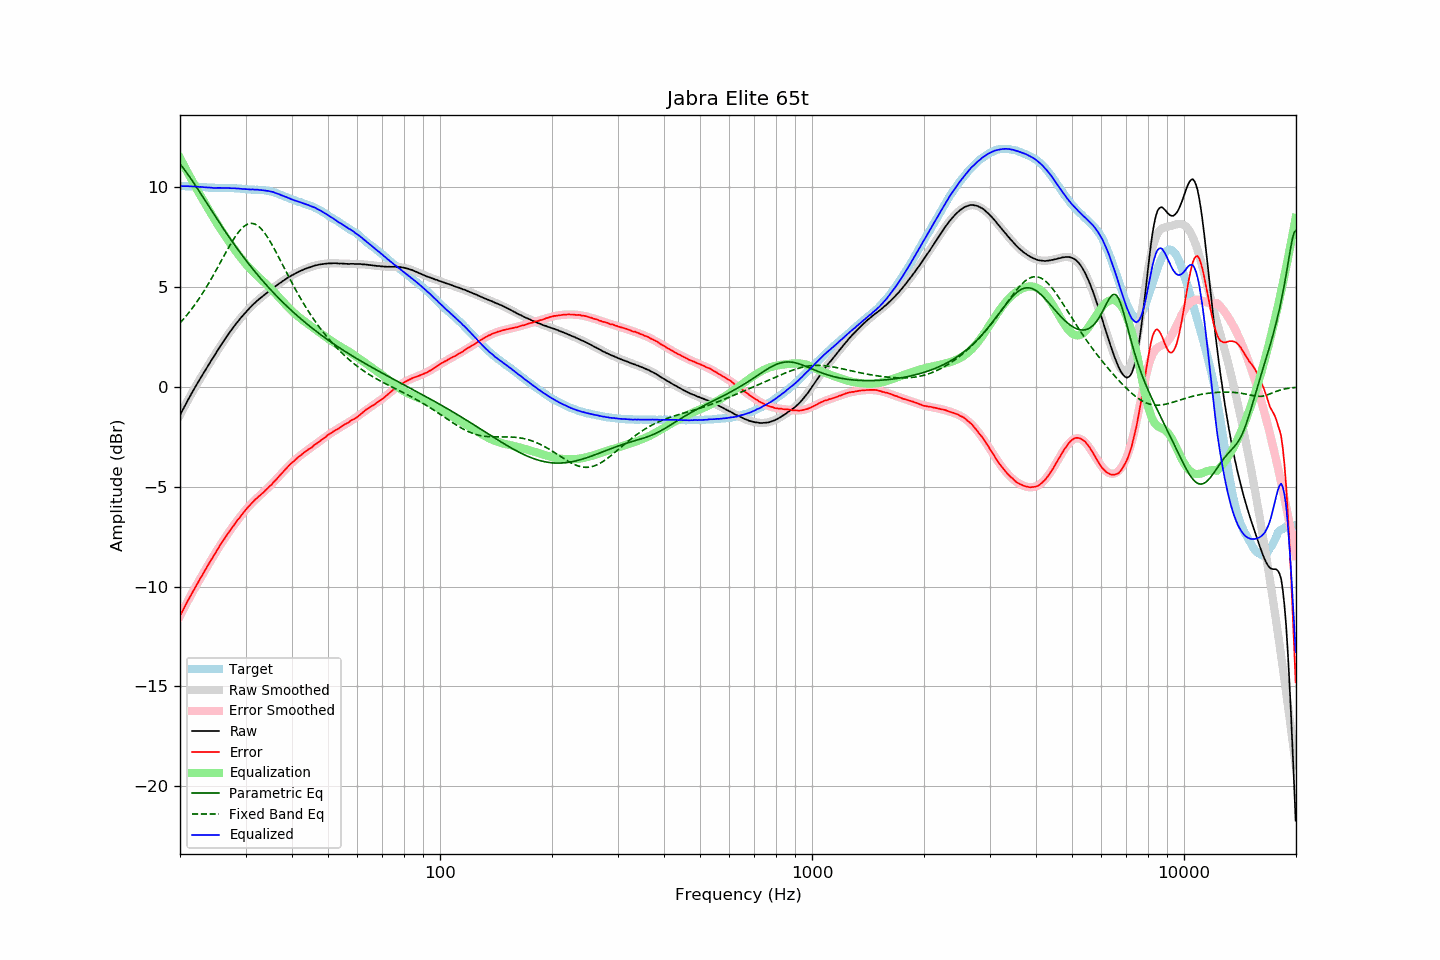 Jabra Elite 65t
10
5
0
−5
−10
−15
−20
Amplitude (dBr)
Target
Raw Smoothed
Error Smoothed
Raw
Error
Equalization
Parametric Eq
Fixed Band Eq
Equalized
100
1000
10000
Frequency (Hz)